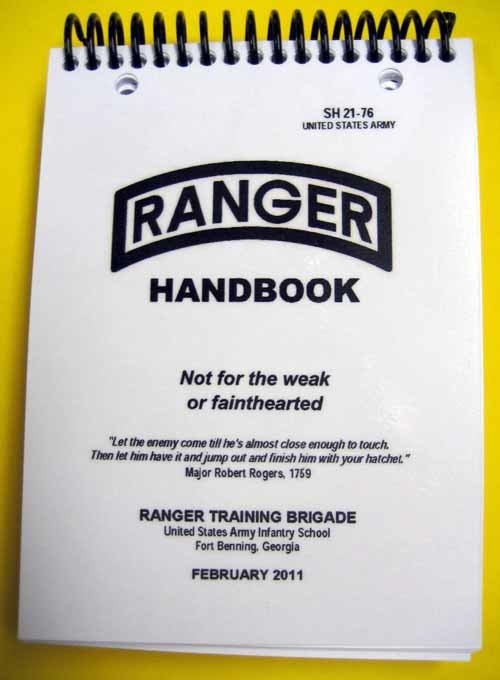 SH 21-76
UNITED STATES ARMY
RANGER
HANDBOOK
Not for the weak
or fainthearted
"Let the enemy come till he's almost close enough to touch.
Then let him have it and jump out and finish him with your hatchet."
Major Robert Rogers, 1759
RANGER TRAINING BRIGADE
United States Army Infantry School
Fort Benning, Georgia
FEBRUARY 2011